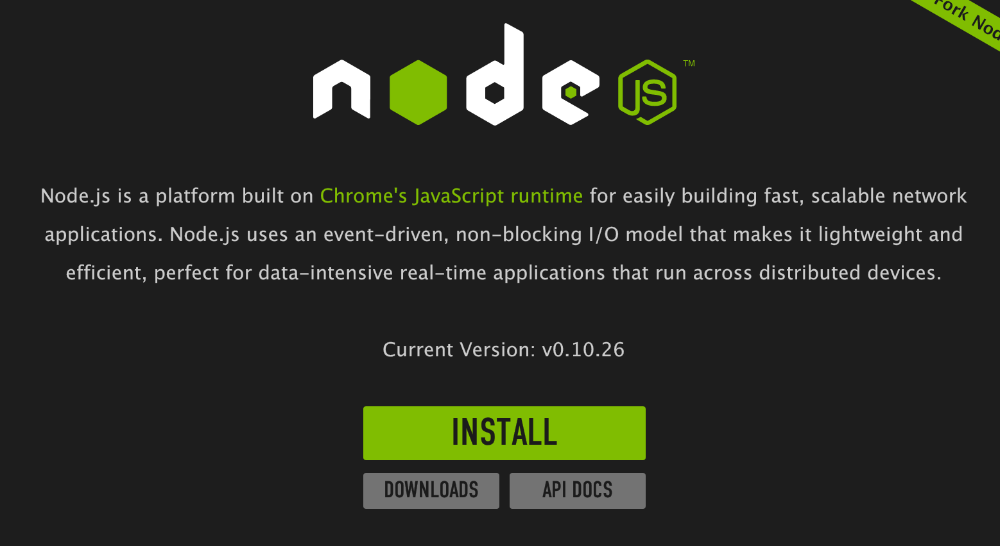 Fork Nod
node JS ™
Node.js is a platform built on Chrome's JavaScript runtime for easily building fast, scalable network
applications. Node.js uses an event-driven, non-blocking I/O model that makes it lightweight and
efficient, perfect for data-intensive real-time applications that run across distributed devices.
Current Version: v0.10.26
INSTALL
DOWNLOADS
API DOCS